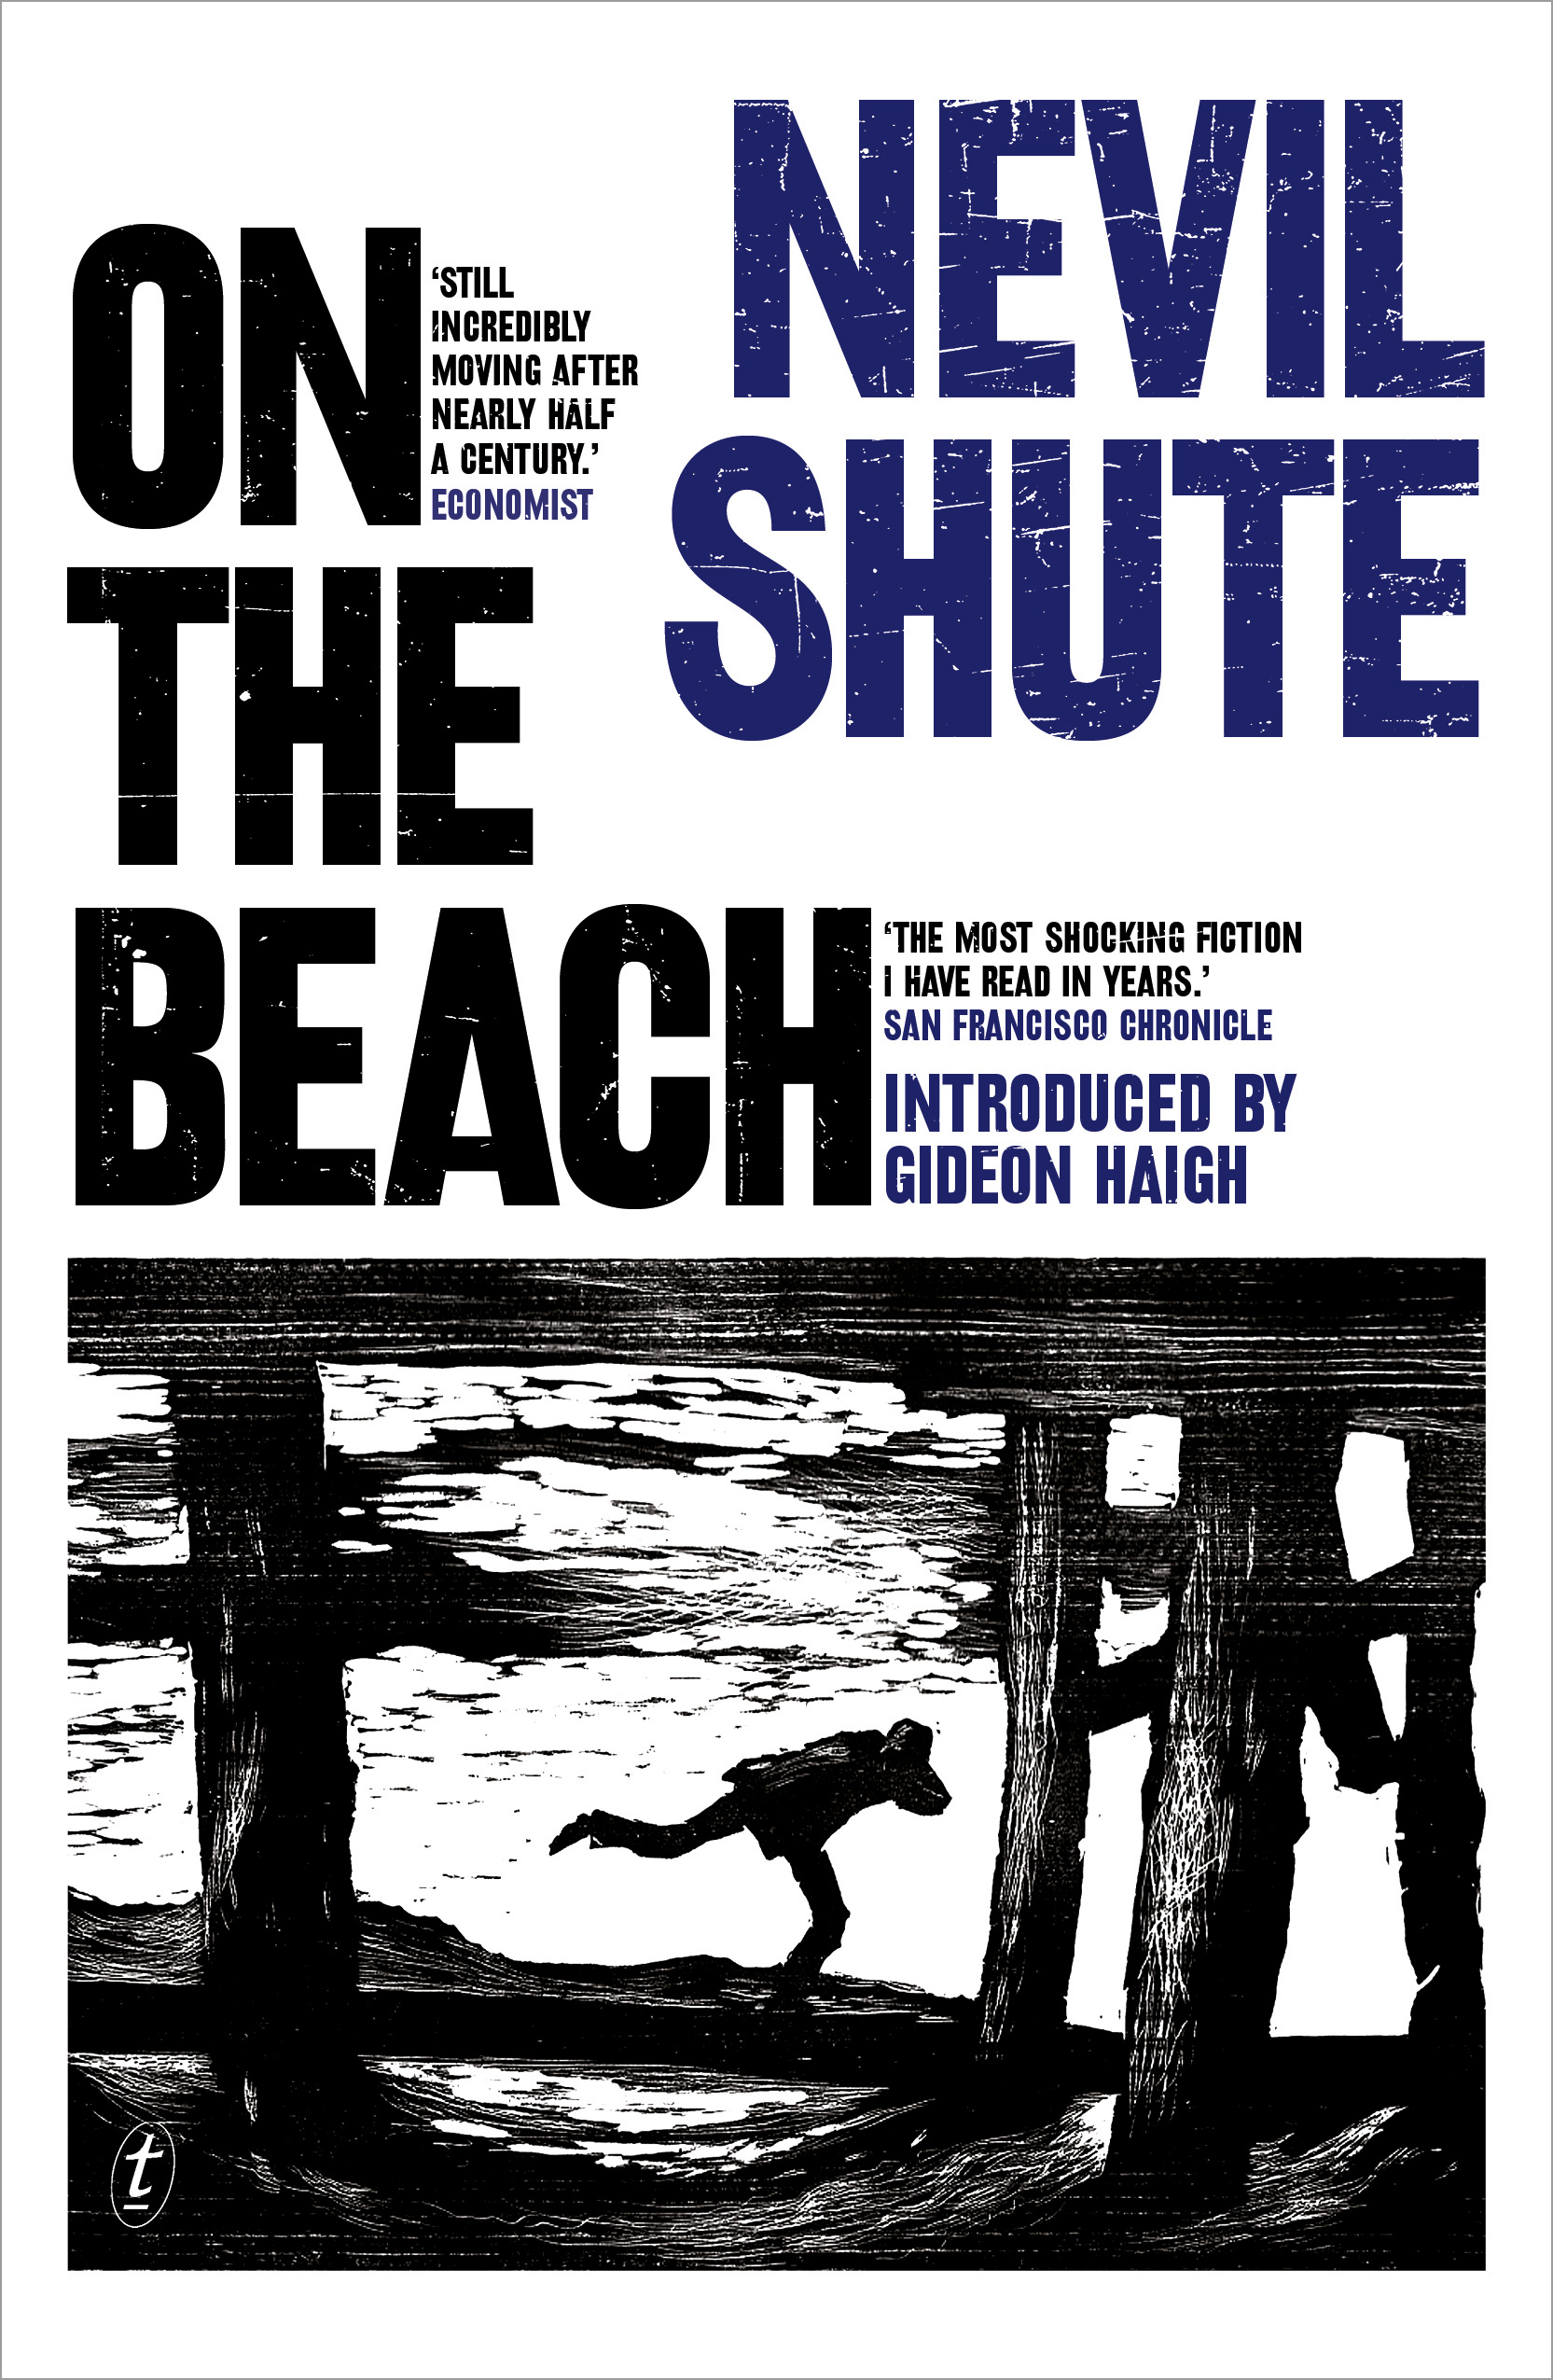 NEVIL
SHUTE
ON
THE
BEACH
‘STILL
INCREDIBLY
MOVING AFTER
NEARLY HALF
A CENTURY.’
ECONOMIST
‘THE MOST SHOCKING FICTION
I HAVE READ IN YEARS.’
SAN FRANCISCO CHRONICLE
INTRODUCED BY
GIDEON HAIGH
t